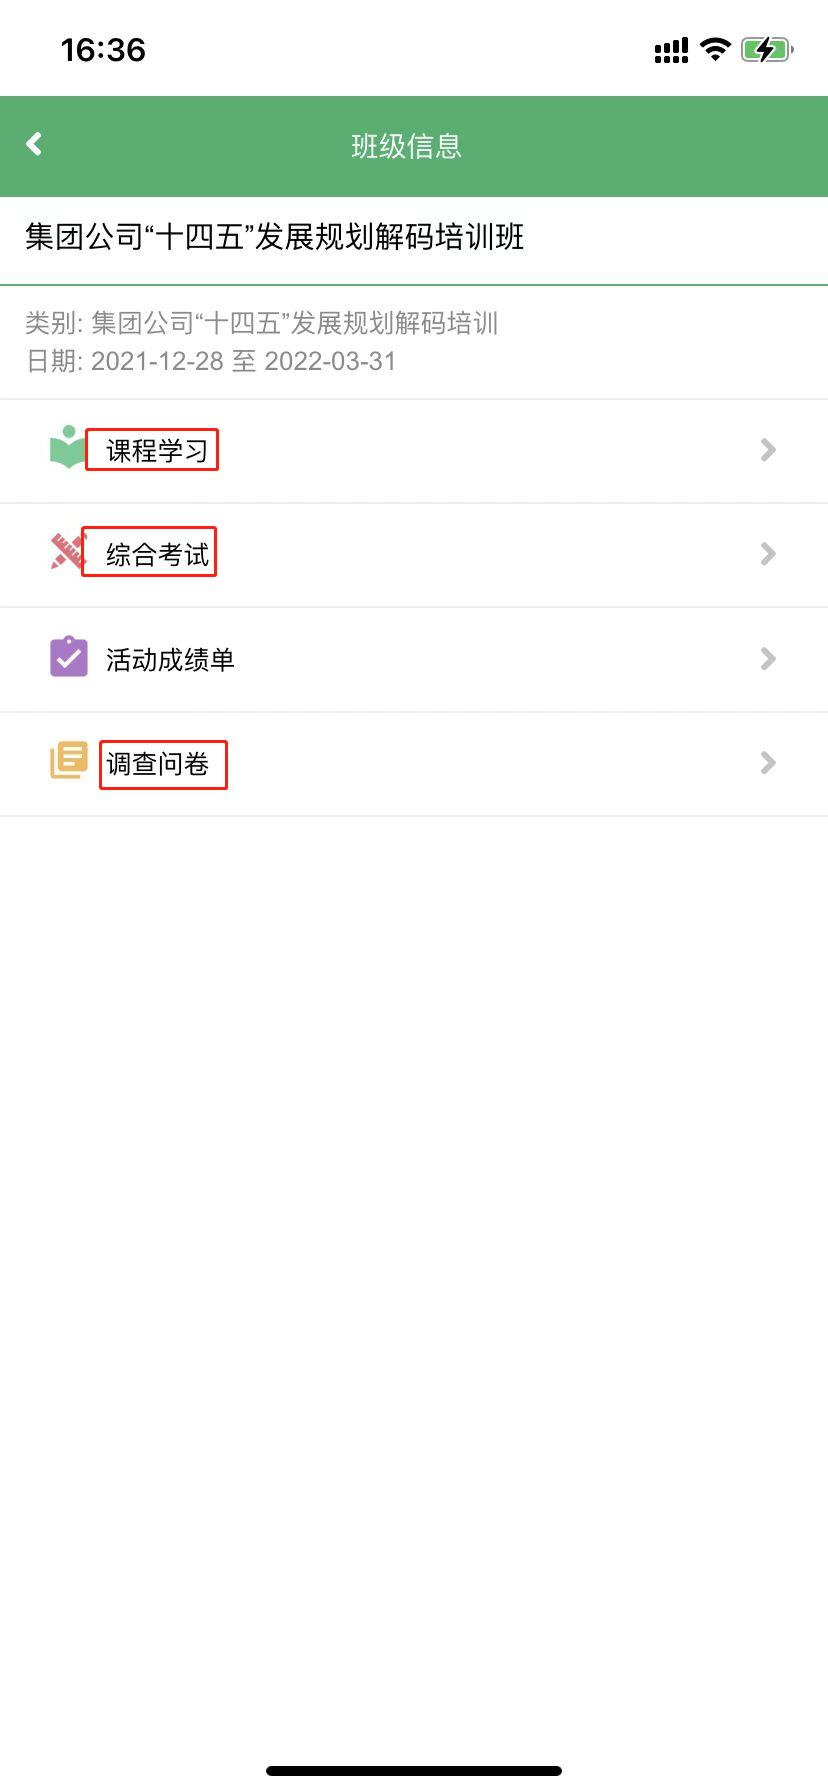 16:36
班级信息
集团公司“十四五”发展规划解码培训班
类别: 集团公司“十四五”发展规划解码培训
日期: 2021-12-28 至 2022-03-31
课程学习
综合考试
活动成绩单
调查问卷